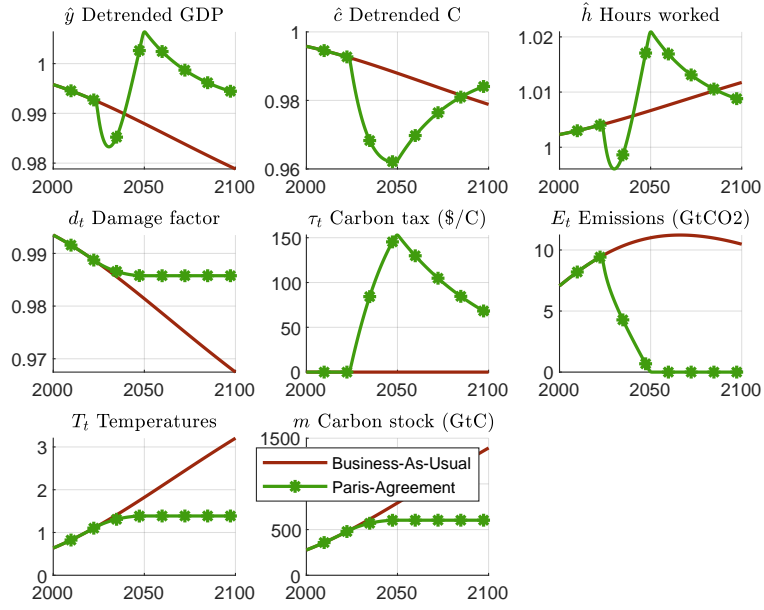 ŷ Detrended GDP
ĉ Detrended C
ĥ Hours worked
1
0.99
0.98
2000 2050 2100
1
0.98
0.96
2000 2050 2100
1.02
1.01
1
2000 2050 2100
d_t Damage factor
τ_t Carbon tax ($/C)
E_t Emissions (GtCO2)
0.99
0.98
0.97
2000 2050 2100
150
100
50
0
2000 2050 2100
10
5
0
2000 2050 2100
T_t Temperatures
m Carbon stock (GtC)
3
2
1
0
2000 2050 2100
1500
500
0
2000 2050 2100
Business-As-Usual
Paris-Agreement